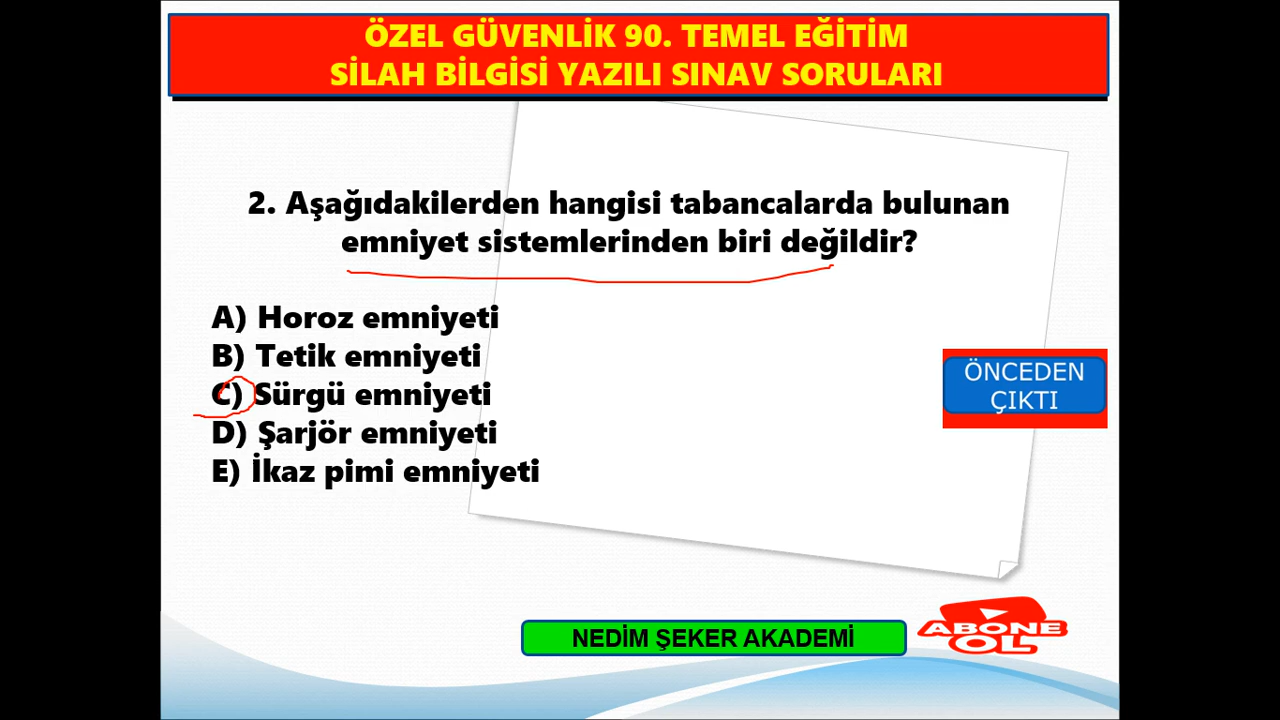 ÖZEL GÜVENLİK 90. TEMEL EĞİTİM
SİLAH BİLGİSİ YAZILI SINAV SORULARI
2. Aşağıdakilerden hangisi tabancalarda bulunan
emniyet sistemlerinden biri değildir?
A) Horoz emniyeti
B) Tetik emniyeti
C) Sürgü emniyeti
D) Şarjör emniyeti
E) İkaz pimi emniyeti
ÖNCEDEN
ÇIKTI
NEDİM ŞEKER AKADEMİ
ABONE
OL